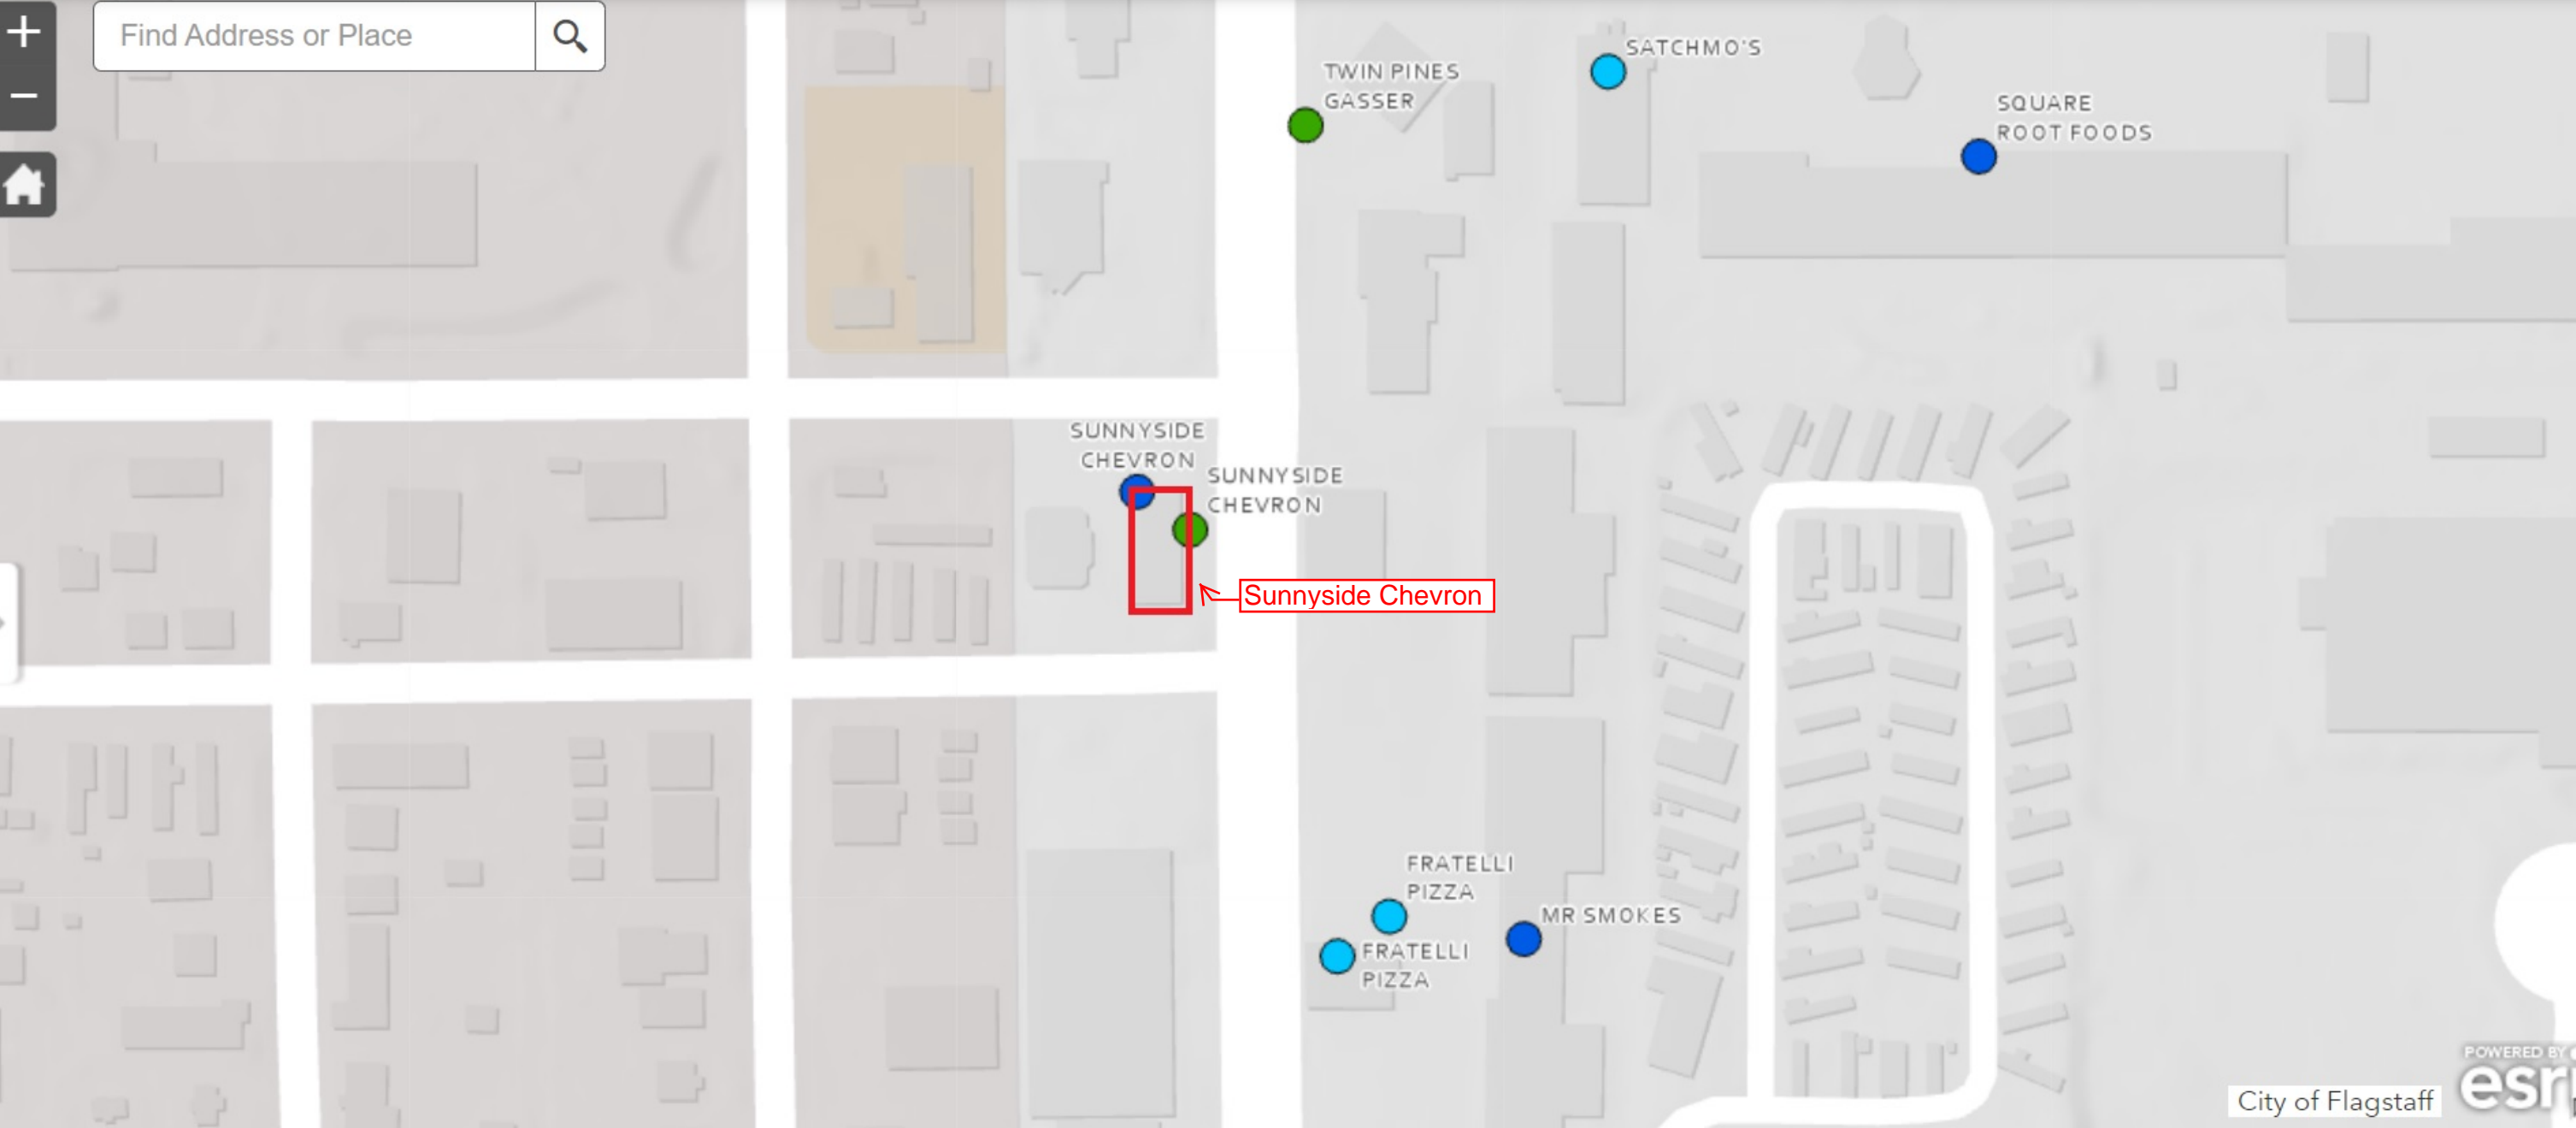 Find Address or Place
SATCHMO'S
TWIN PINES
GASSER
SQUARE
ROOT FOODS
SUNNYSIDE
CHEVRON
SUNNYSIDE
CHEVRON
Sunnyside Chevron
FRATELLI
PIZZA
MR SMOKES
FRATELLI
PIZZA
POWERED BY
City of Flagstaff
esri